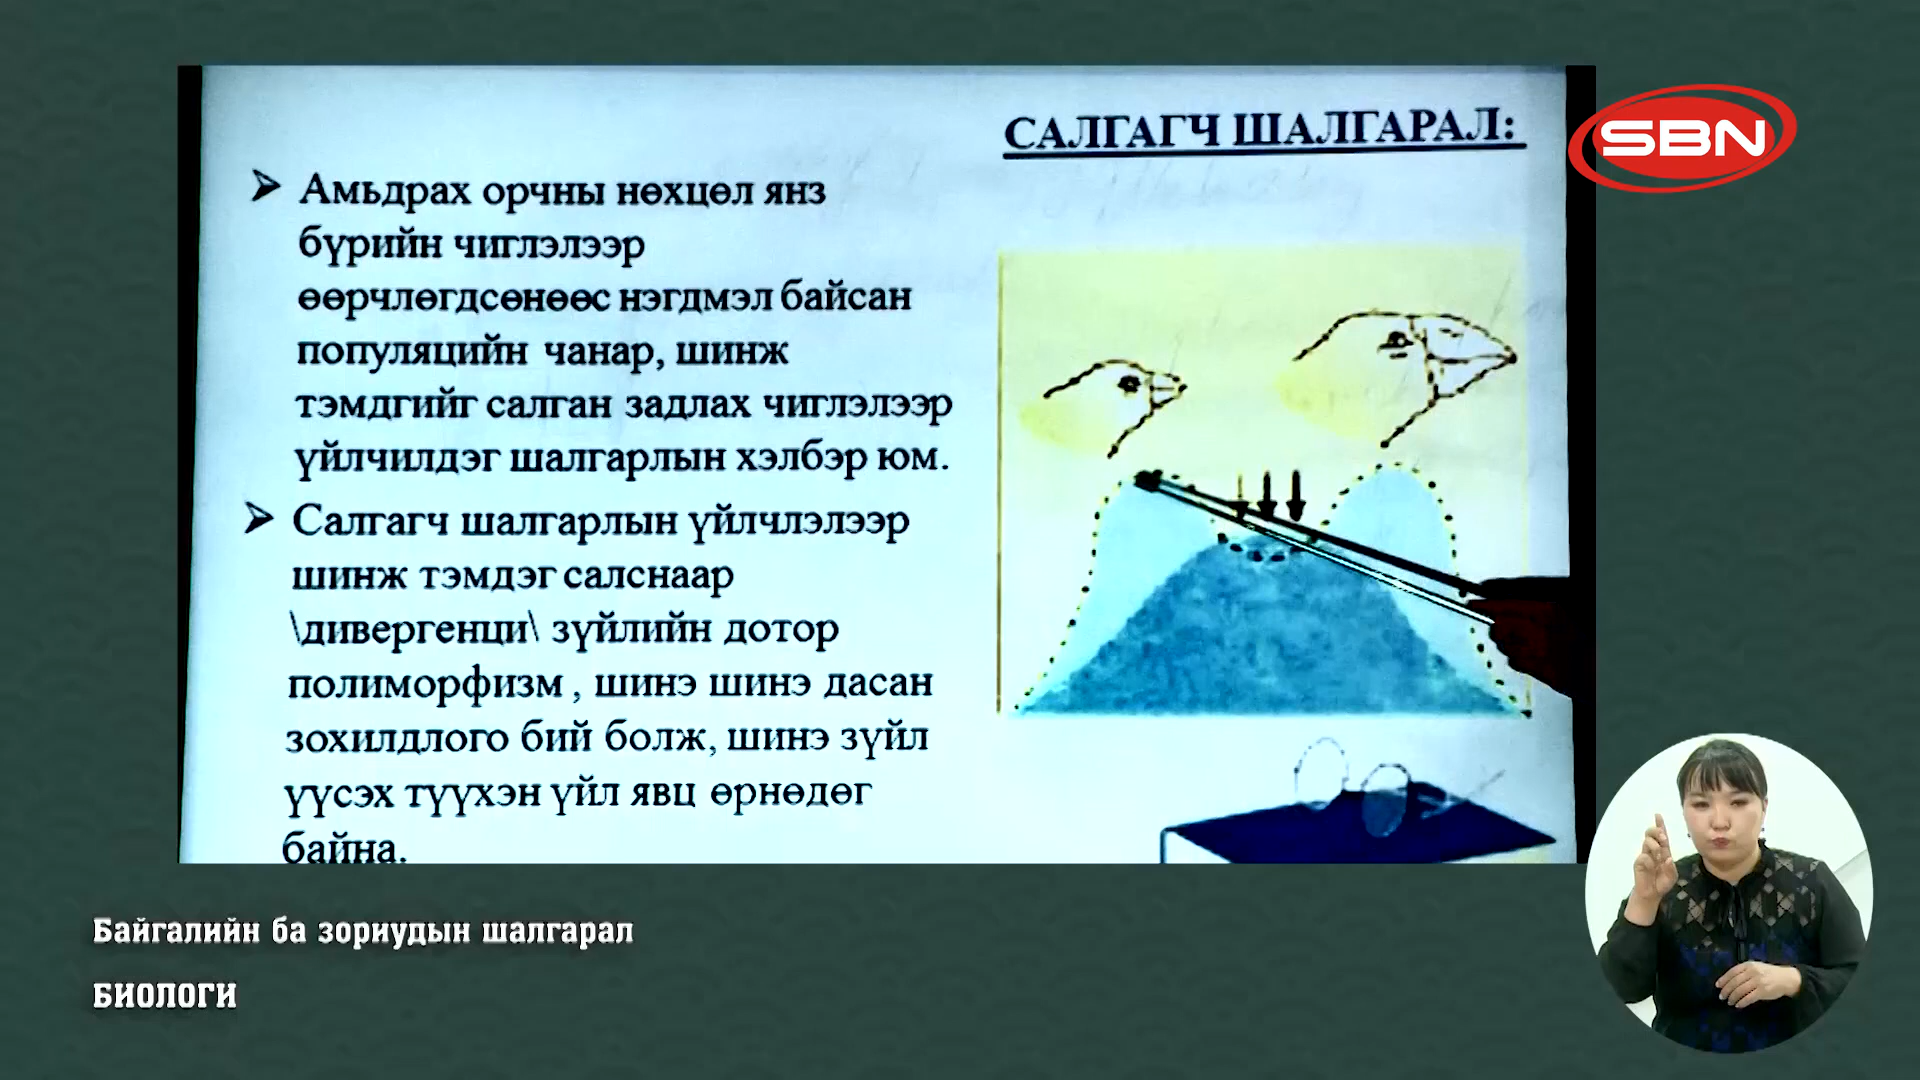 САЛГАГЧ ШАЛГАРАЛ:
➢ Амьдрах орчны нөхцөл янз
бүрийн чиглэлээр
өөрчлөгдсөнөөс нэгдмэл байсан
популяцийн чанар, шинж
тэмдгийг салган задлах чиглэлээр
үйлчилдэг шалгарлын хэлбэр юм.
➢ Салгагч шалгарлын үйлчлэлээр
шинж тэмдэг салснаар
\дивергенци\ зүйлийн дотор
полиморфизм , шинэ шинэ дасан
зохилдлого бий болж, шинэ зүйл
үүсэх түүхэн үйл явц өрнөдөг
байна.
SBN
Байгалийн ба зориудын шалгарал
БИОЛОГИ